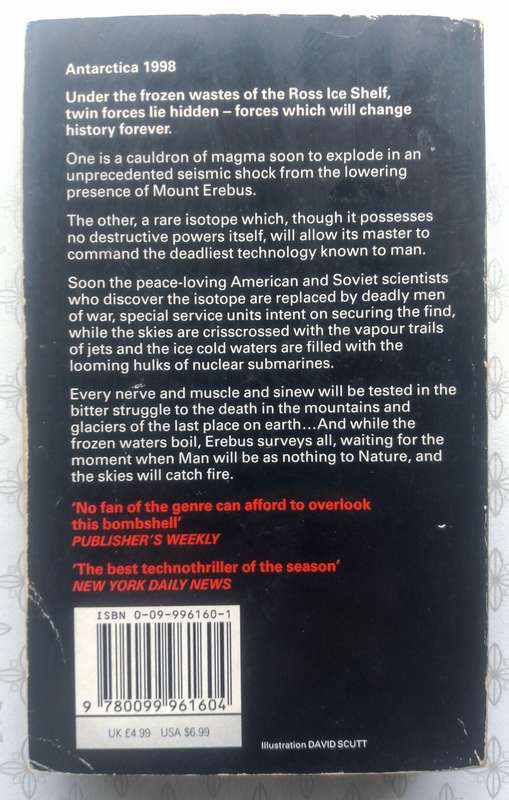 Antarctica 1998
Under the frozen wastes of the Ross Ice Shelf,
twin forces lie hidden – forces which will change
history forever.
One is a cauldron of magma soon to explode in an
unprecedented seismic shock from the lowering
presence of Mount Erebus.
The other, a rare isotope which, though it possesses
no destructive powers itself, will allow its master to
command the deadliest technology known to man.
Soon the peace-loving American and Soviet scientists
who discover the isotope are replaced by deadly men
of war, special service units intent on securing the find,
while the skies are crisscrossed with the vapour trails
of jets and the ice cold waters are filled with the
looming hulks of nuclear submarines.
Every nerve and muscle and sinew will be tested in the
bitter struggle to the death in the mountains and
glaciers of the last place on earth...And while the
frozen waters boil, Erebus surveys all, waiting for the
moment when Man will be as nothing to Nature, and
the skies will catch fire.
'No fan of the genre can afford to overlook
this bombshell'
PUBLISHER'S WEEKLY
'The best technothriller of the season'
NEW YORK DAILY NEWS
ISBN 0-09-996160-1
9 780099 961604
UK £4.99 USA $6.99
Illustration DAVID SCUTT